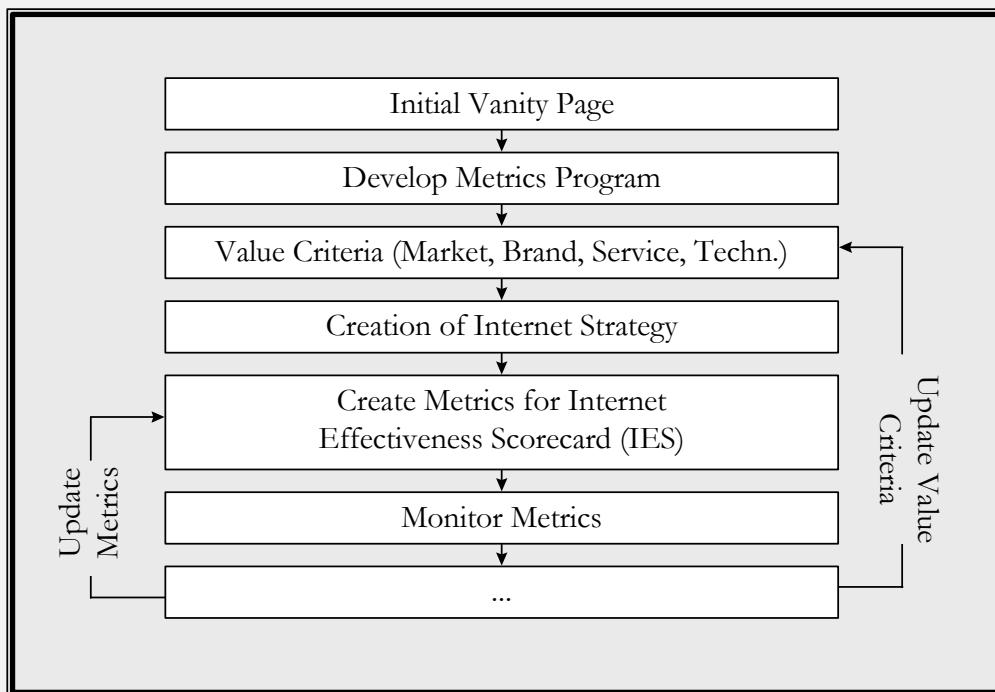 Initial Vanity Page
Develop Metrics Program
Value Criteria (Market, Brand, Service, Techn.)
Creation of Internet Strategy
Create Metrics for Internet
Effectiveness Scorecard (IES)
Monitor Metrics
...
Update
Metrics
Update Value
Criteria